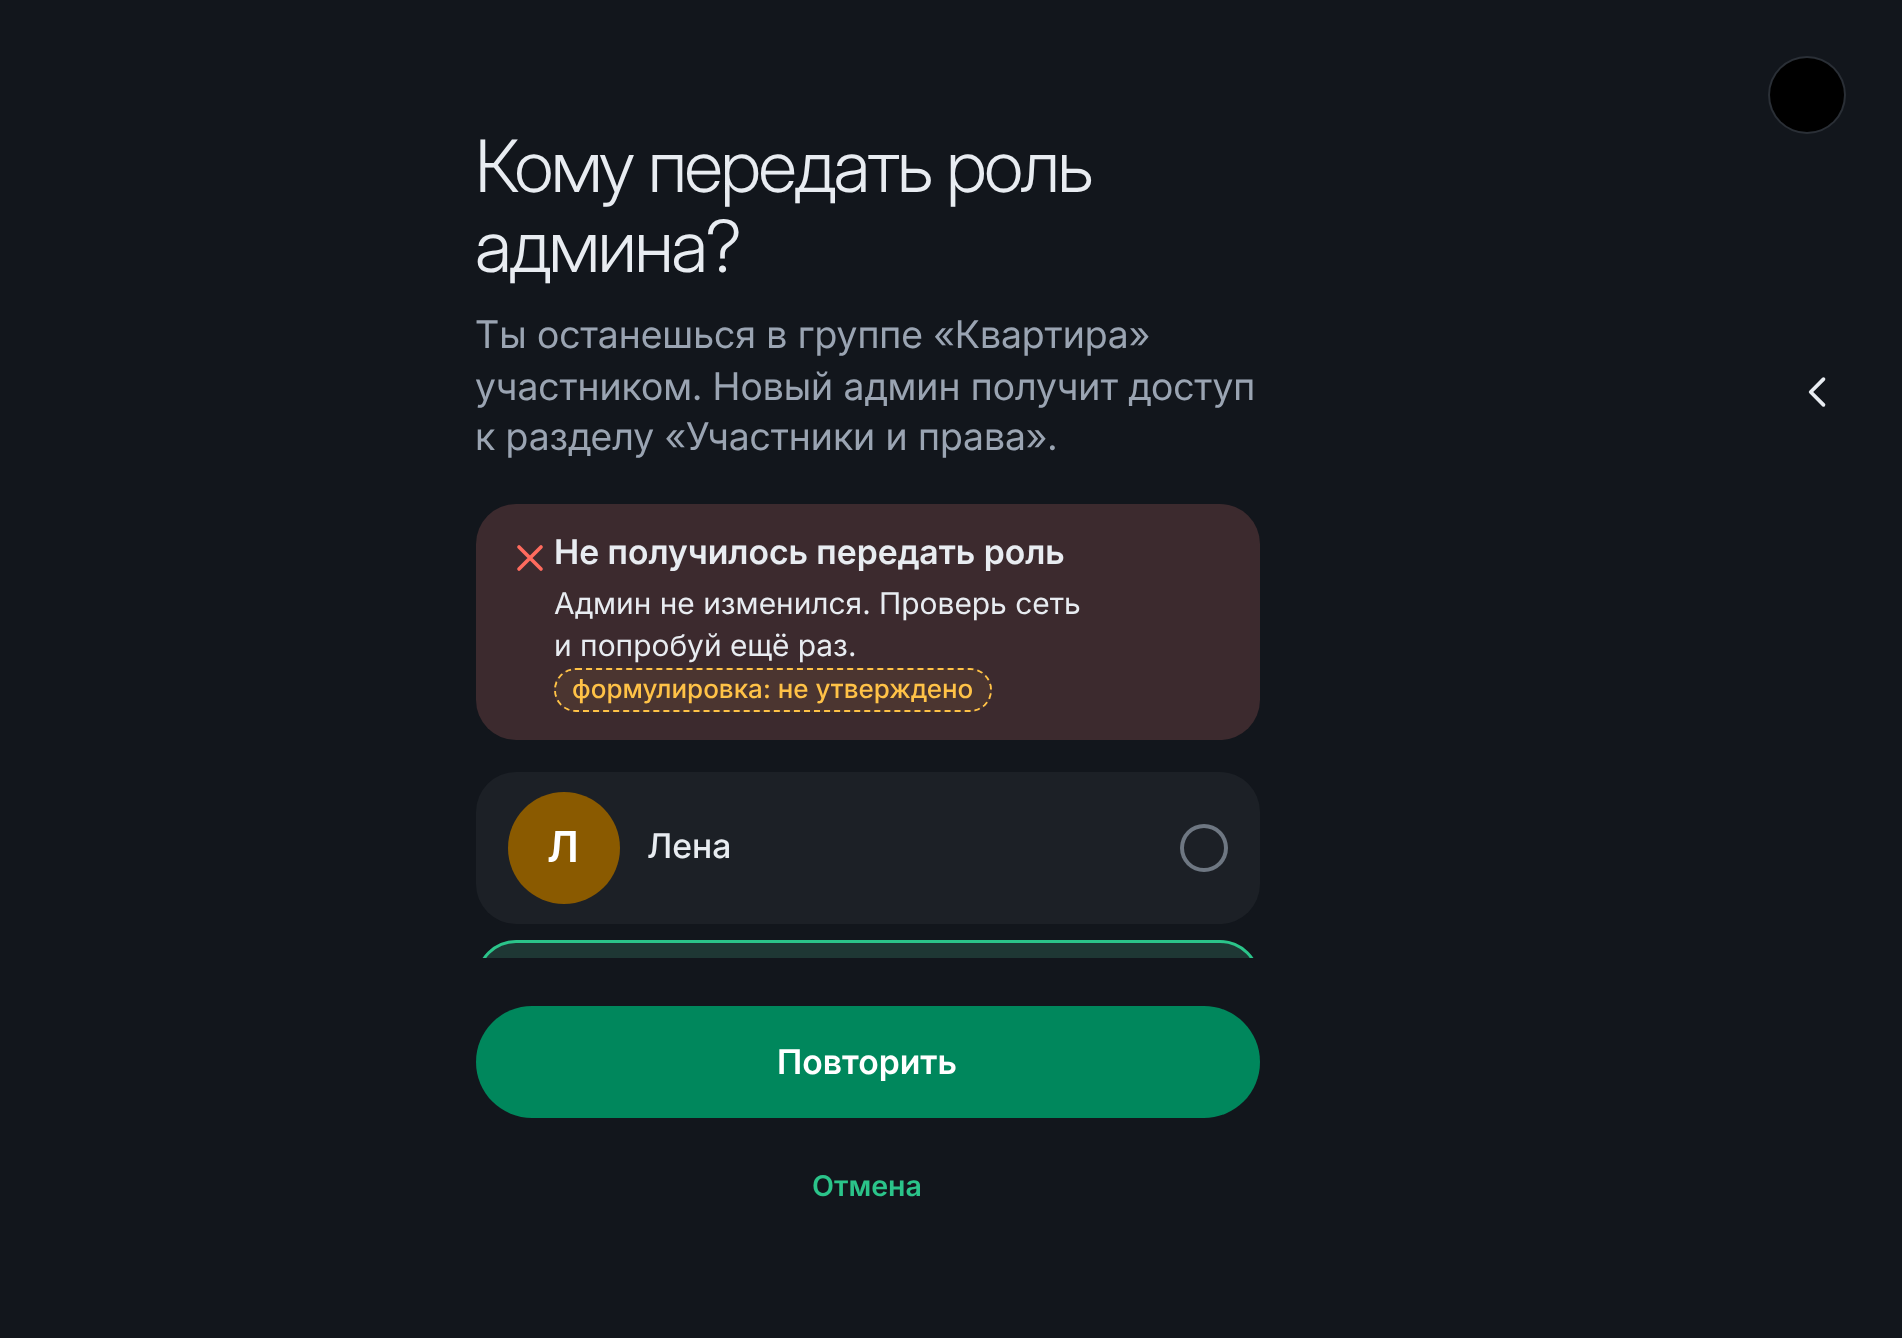 Кому передать роль
админа?
Ты останешься в группе «Квартира»
участником. Новый админ получит доступ
к разделу «Участники и права».
Не получилось передать роль
Админ не изменился. Проверь сеть
и попробуй ещё раз.
формулировка: не утверждено
Л
Лена
Повторить
Отмена